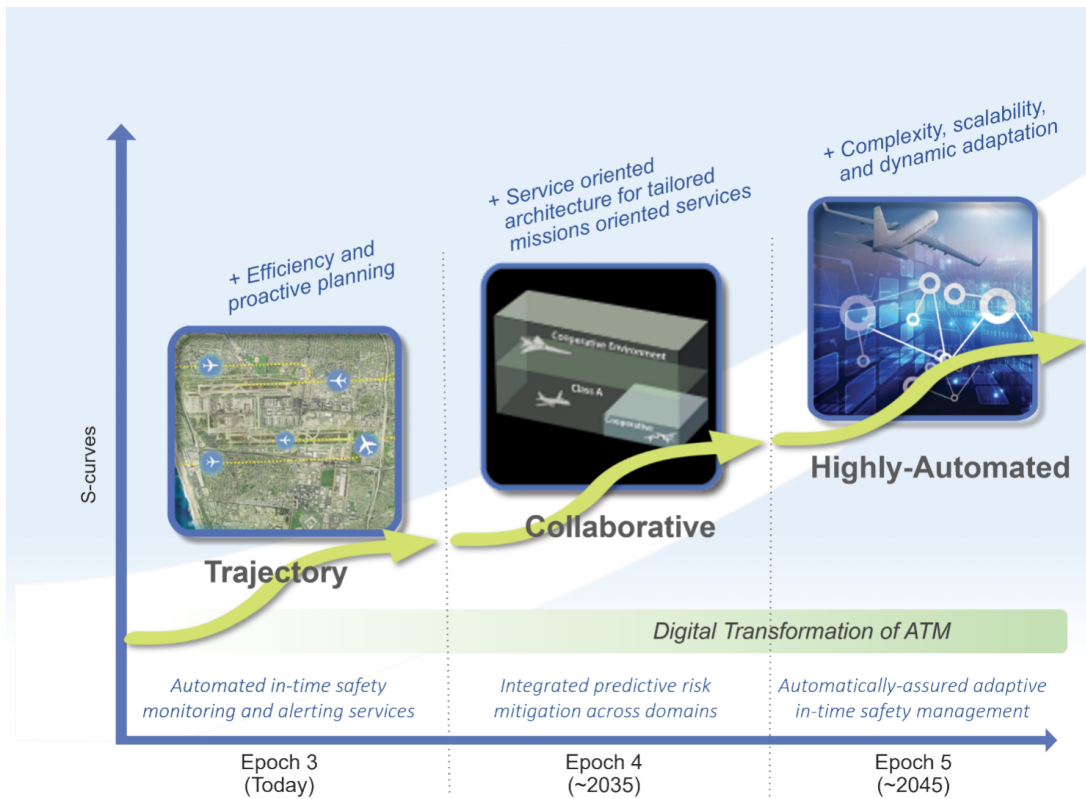 + Complexity, scalability,
and dynamic adaptation
+ Service oriented
architecture for tailored
missions oriented services
+ Efficiency and
proactive planning
Cooperative Environment
Class A
Cooperative
S-curves
Trajectory
Collaborative
Highly-Automated
Digital Transformation of ATM
Automated in-time safety
monitoring and alerting services
Integrated predictive risk
mitigation across domains
Automatically-assured adaptive
in-time safety management
Epoch 3
(Today)
Epoch 4
(~2035)
Epoch 5
(~2045)